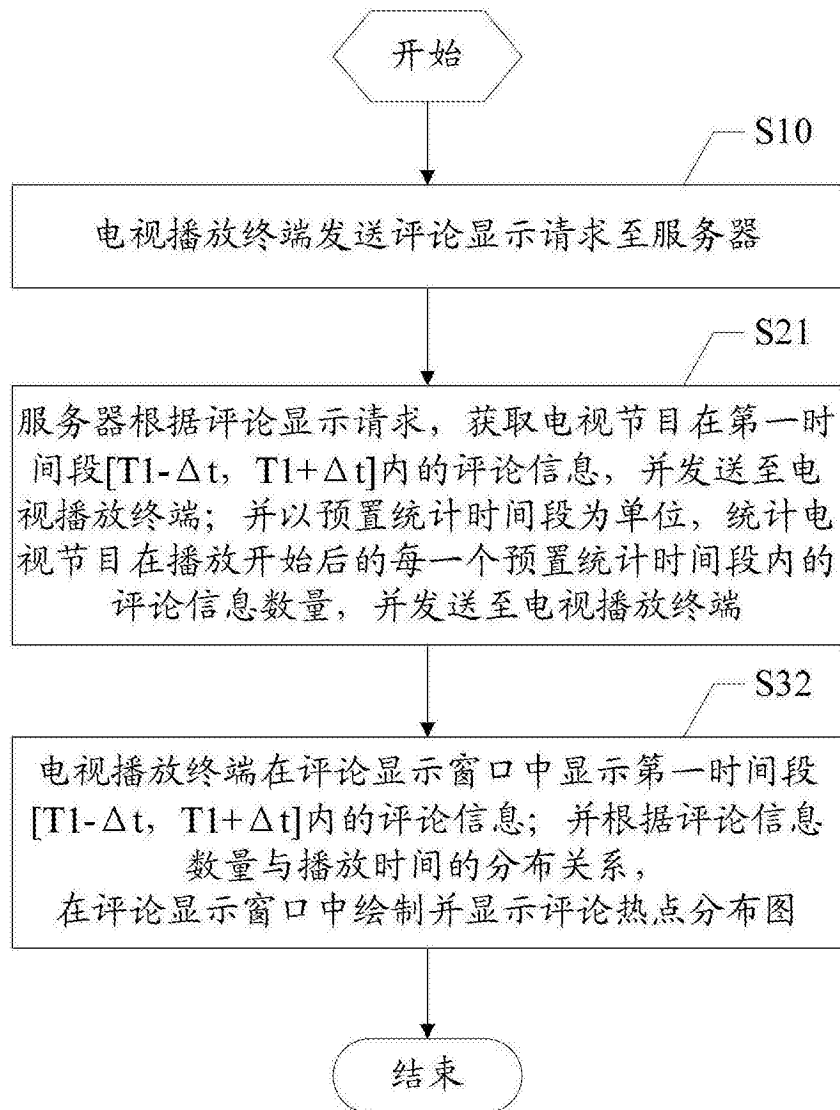 开始
S10
电视播放终端发送评论显示请求至服务器
S21
服务器根据评论显示请求，获取电视节目在第一时
间段[T1-Δt，T1+Δt]内的评论信息，并发送至电
视播放终端；并以预置统计时间段为单位，统计电
视节目在播放开始后的每一个预置统计时间段内的
评论信息数量，并发送至电视播放终端
S32
电视播放终端在评论显示窗口中显示第一时间段
[T1-Δt，T1+Δt]内的评论信息；并根据评论信息
数量与播放时间的分布关系，
在评论显示窗口中绘制并显示评论热点分布图
结束